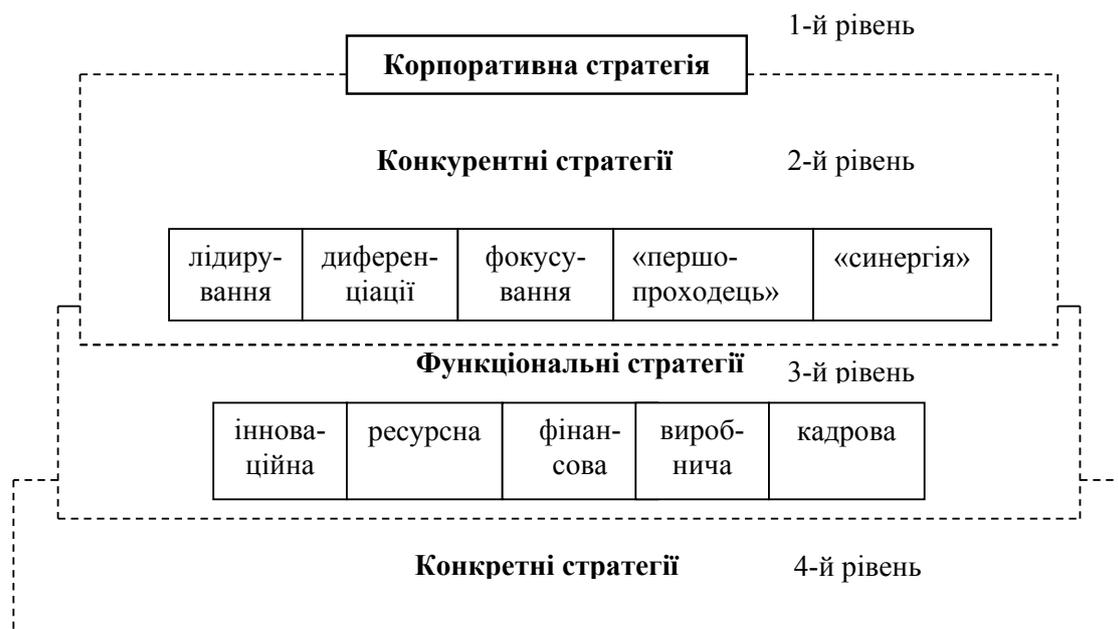 1-й рівень
Корпоративна стратегія
Конкурентні стратегії 2-й рівень
лідиру- диферен- фокусу- «першо- «синергія»
вання ціації вання проходець»
Функціональні стратегії 3-й рівень
іннова- ресурсна фінан- вироб- кадрова
ційна сова нича
Конкретні стратегії 4-й рівень